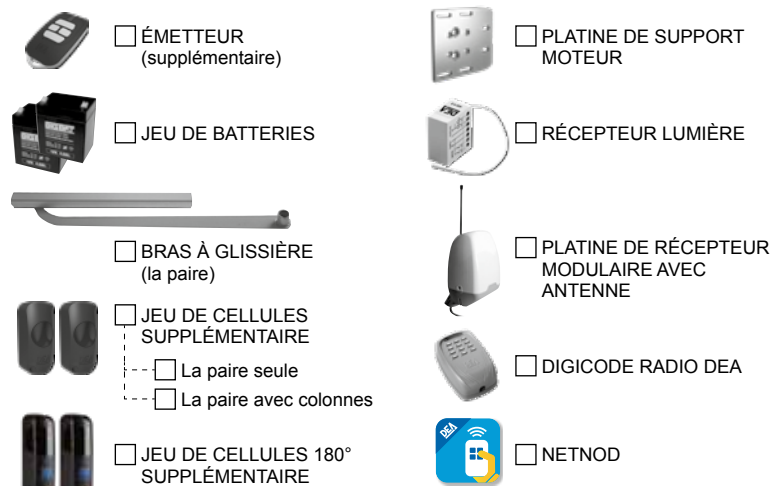 ÉMETTEUR
(supplémentaire)
JEU DE BATTERIES
BRAS À GLISSIÈRE
(la paire)
JEU DE CELLULES
SUPPLÉMENTAIRE
La paire seule
La paire avec colonnes
JEU DE CELLULES 180°
SUPPLÉMENTAIRE
PLATINE DE SUPPORT
MOTEUR
RÉCEPTEUR LUMIÈRE
PLATINE DE RÉCEPTEUR
MODULAIRE AVEC
ANTENNE
DIGICODE RADIO DEA
DEA
NETNOD